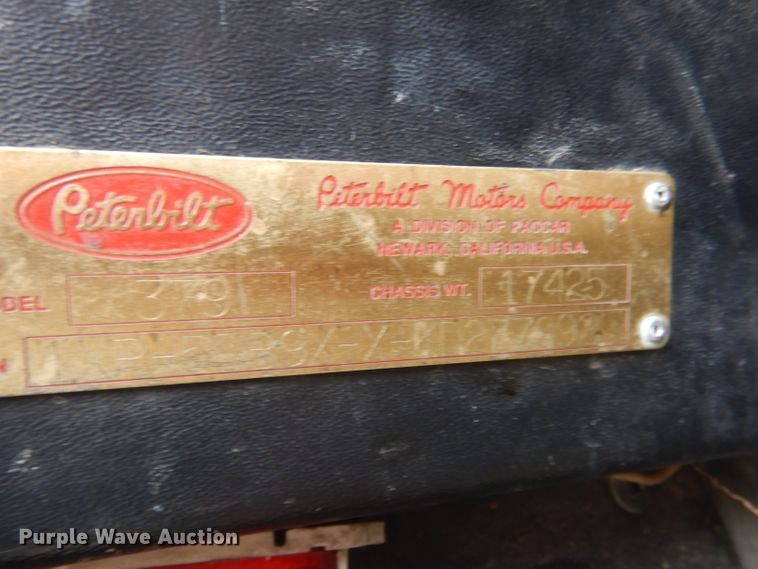 Peterbilt
Peterbilt Motors Company
A DIVISION OF PACCAR
NEWARK, CALIFORNIA U.S.A.
DEL 379
CHASSIS WT. 17425
N
Purple Wave Auction